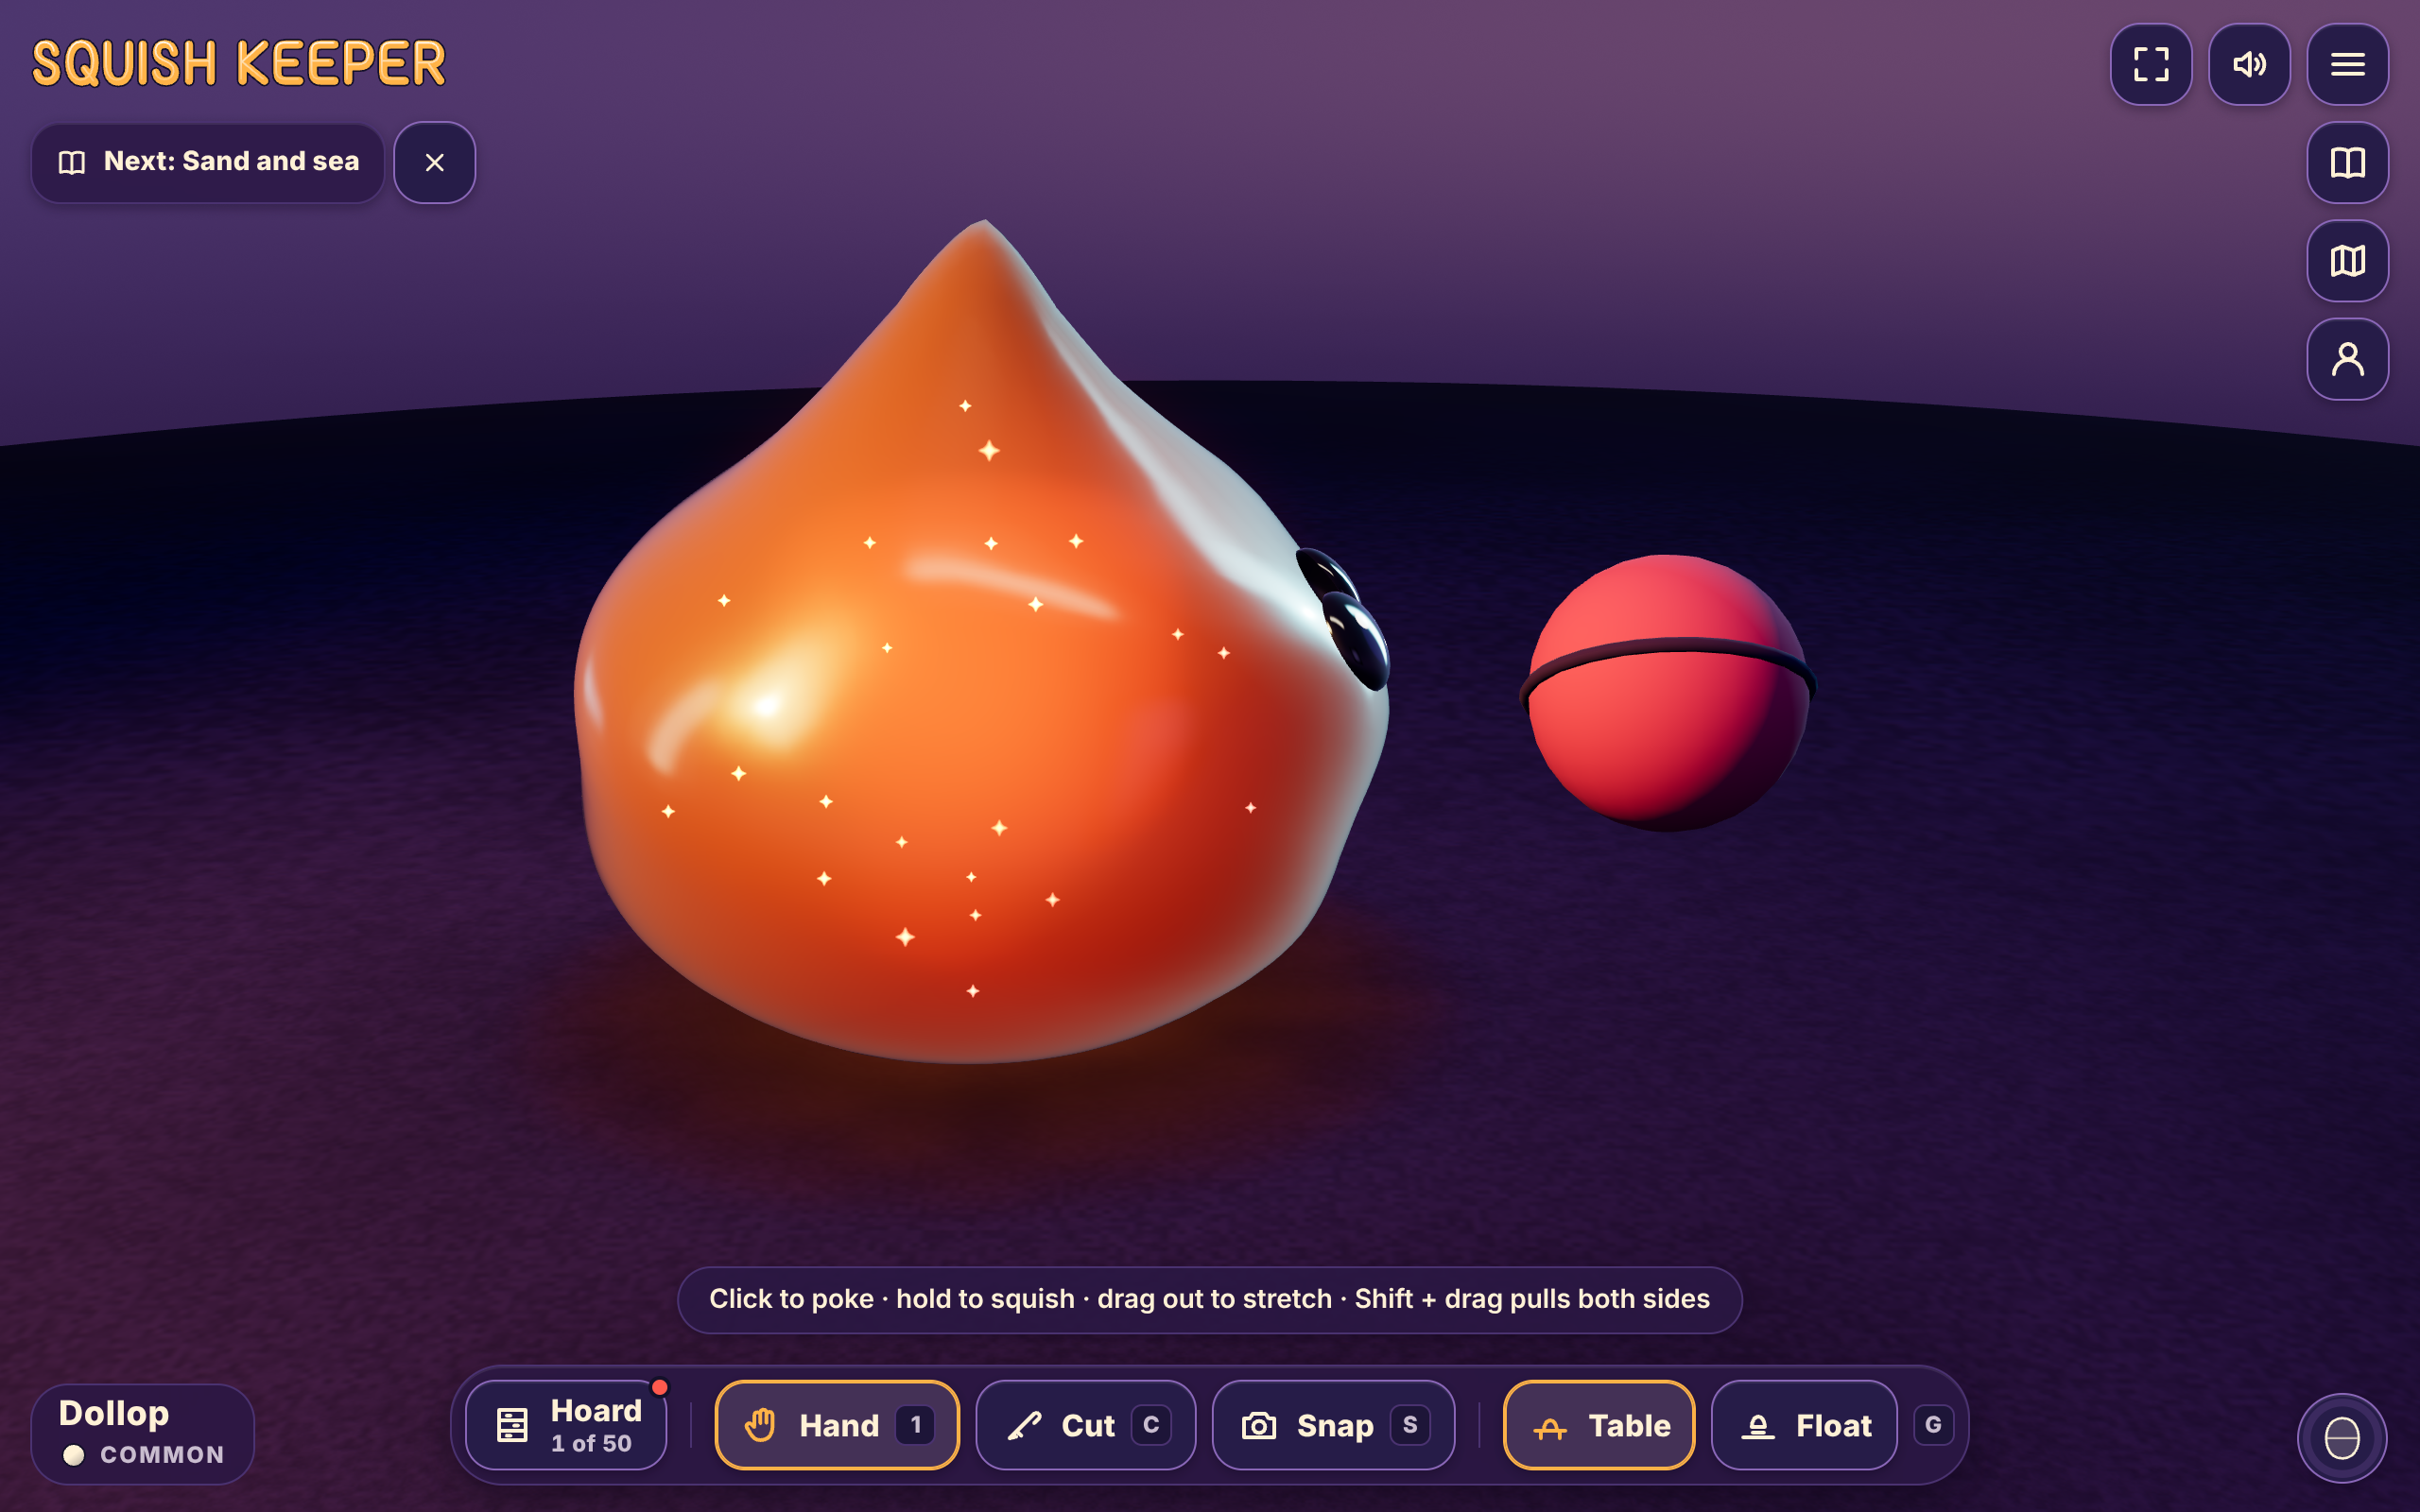 SQUISH KEEPER
Next: Sand and sea
Click to poke · hold to squish · drag out to stretch · Shift + drag pulls both sides
Dollop
COMMON
Hoard
1 of 50
Hand 1
Cut C
Snap S
Table
Float G